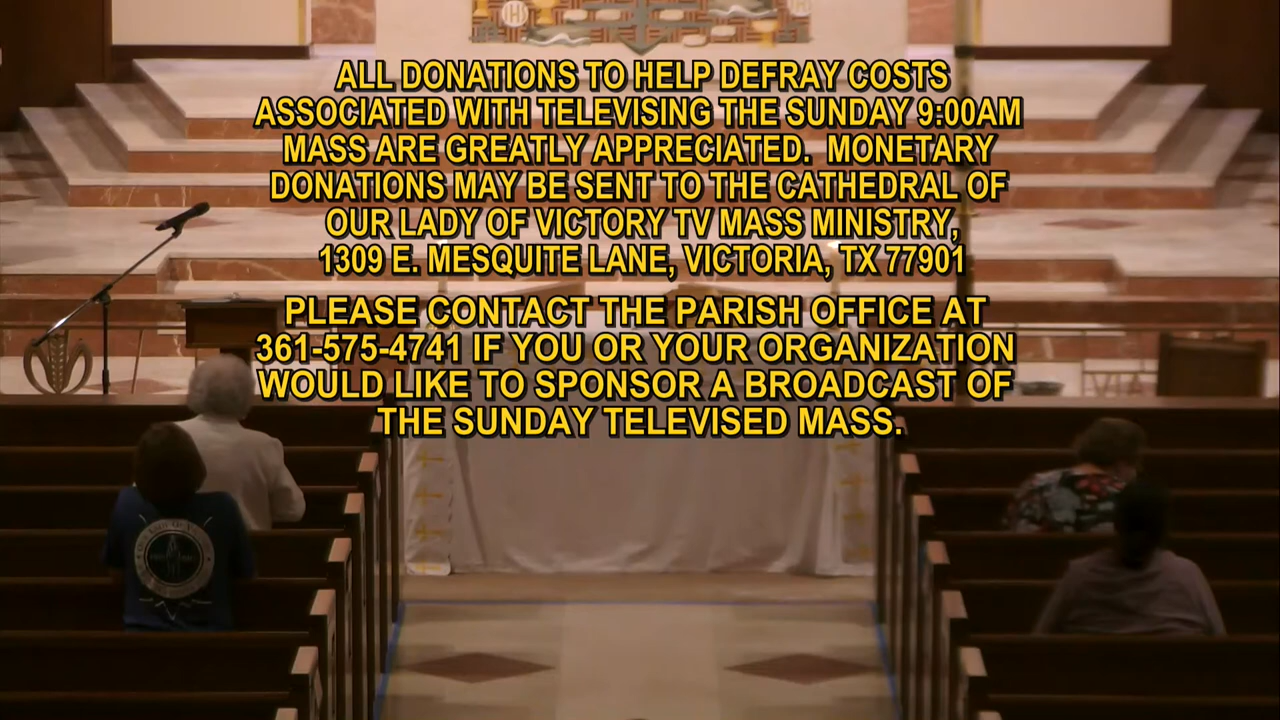 ALL DONATIONS TO HELP DEFRAY COSTS
ASSOCIATED WITH TELEVISING THE SUNDAY 9:00AM
MASS ARE GREATLY APPRECIATED.  MONETARY
DONATIONS MAY BE SENT TO THE CATHEDRAL OF
OUR LADY OF VICTORY TV MASS MINISTRY,
1309 E. MESQUITE LANE, VICTORIA, TX 77901
PLEASE CONTACT THE PARISH OFFICE AT
361-575-4741 IF YOU OR YOUR ORGANIZATION
WOULD LIKE TO SPONSOR A BROADCAST OF
THE SUNDAY TELEVISED MASS.